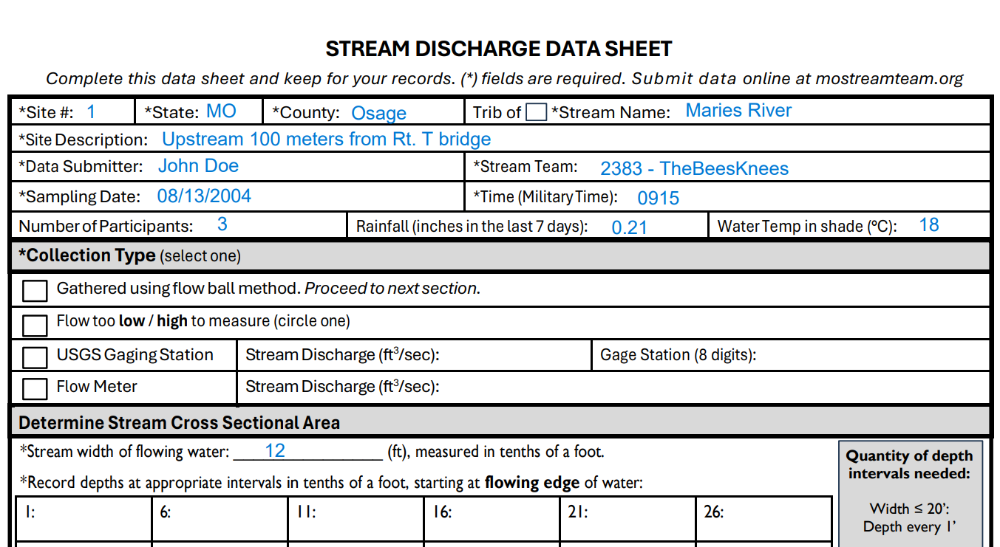 STREAM DISCHARGE DATA SHEET
Complete this data sheet and keep for your records. (*) fields are required. Submit data online at mostreamteam.org
*Site #: 1 *State: MO *County: Osage Trib of *Stream Name: Maries River
*Site Description: Upstream 100 meters from Rt. T bridge
*Data Submitter: John Doe *Stream Team: 2383 - TheBeesKnees
*Sampling Date: 08/13/2004 *Time (Military Time): 0915
Number of Participants: 3 Rainfall (inches in the last 7 days): 0.21 Water Temp in shade (ºC): 18
*Collection Type (select one)
Gathered using flow ball method. Proceed to next section.
Flow too low / high to measure (circle one)
USGS Gaging Station Stream Discharge (ft³/sec): Gage Station (8 digits):
Flow Meter Stream Discharge (ft³/sec):
Determine Stream Cross Sectional Area
*Stream width of flowing water: 12 (ft), measured in tenths of a foot.
*Record depths at appropriate intervals in tenths of a foot, starting at flowing edge of water:
1: 6: 11: 16: 21: 26:
Quantity of depth
intervals needed:
Width ≤ 20’:
Depth every 1’